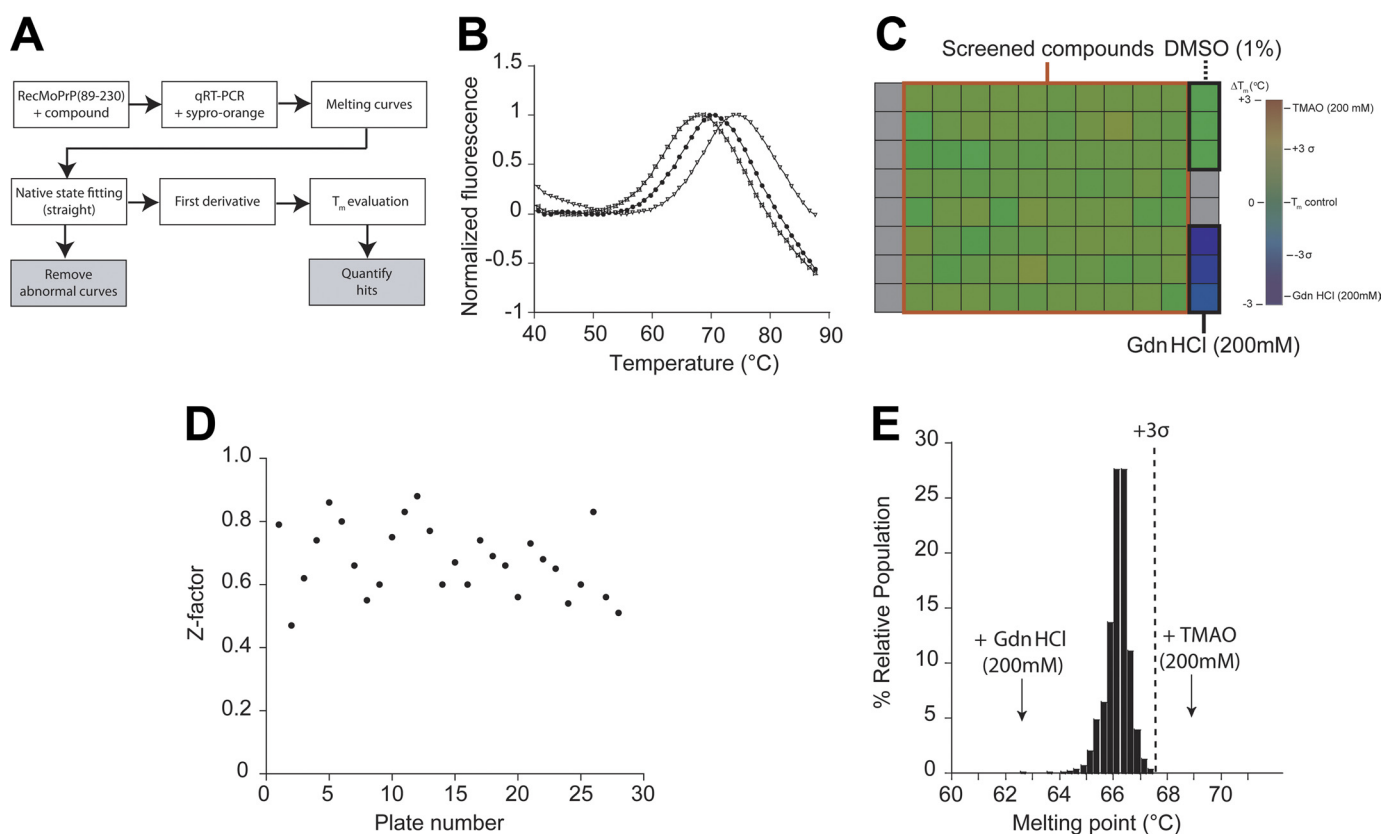 A
RecMoPrP(89-230)
+ compound
qRT-PCR
+ sypro-orange
Melting curves
Native state fitting
(straight)
First derivative
Tm evaluation
Remove
abnormal curves
Quantify
hits
B
Normalized fluorescence
1
1.5
0
-0.5
-1
40
50
60
70
80
90
Temperature (°C)
C
Screened compounds
DMSO (1%)
ΔTm (°C)
+3
0
-3
TMAO (200 mM)
+3 σ
Tm control
-3σ
Gdn HCl (200mM)
Gdn HCl (200mM)
D
Z-factor
1.0
0.8
0.6
0.4
0.2
0
0
5
10
15
20
25
30
Plate number
E
% Relative Population
30
25
20
15
10
5
0
+3σ
+ Gdn HCl
(200mM)
+ TMAO
(200mM)
60
62
64
66
68
70
Melting point (°C)